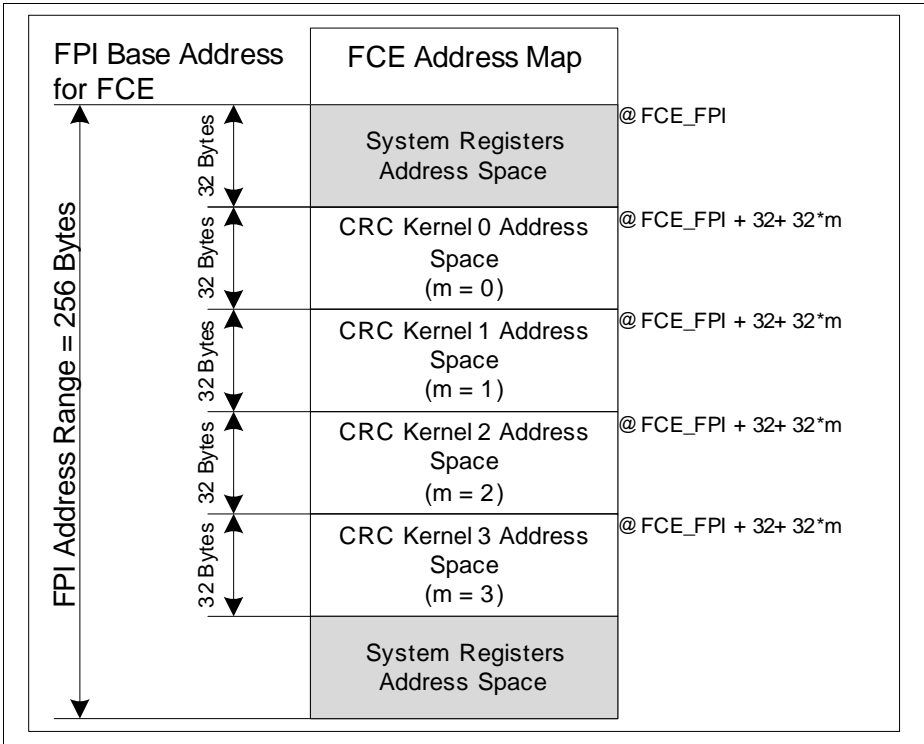 FPI Base Address
for FCE
FCE Address Map
@ FCE_FPI
32 Bytes
System Registers
Address Space
@ FCE_FPI + 32+ 32*m
32 Bytes
CRC Kernel 0 Address
Space
(m = 0)
@ FCE_FPI + 32+ 32*m
32 Bytes
CRC Kernel 1 Address
Space
(m = 1)
@ FCE_FPI + 32+ 32*m
32 Bytes
CRC Kernel 2 Address
Space
(m = 2)
@ FCE_FPI + 32+ 32*m
32 Bytes
CRC Kernel 3 Address
Space
(m = 3)
System Registers
Address Space
FPI Address Range = 256 Bytes